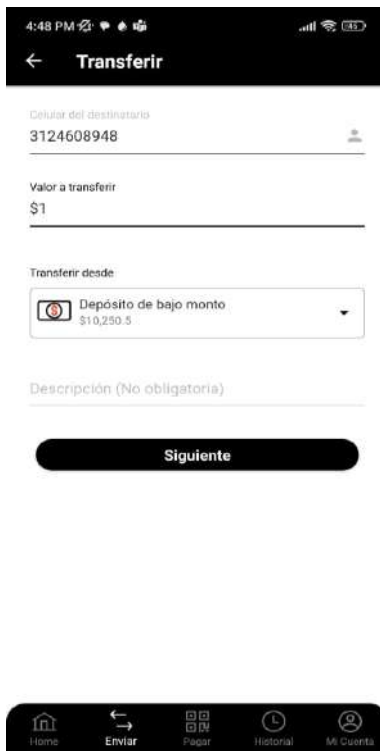 4:48 PM
45
Transferir
Celular del destinatario
3124608948
Valor a transferir
$1
Transferir desde
Depósito de bajo monto
$10,250.5
Descripción (No obligatoria)
Siguiente
Home Enviar Pagar Historial Mi Cuenta